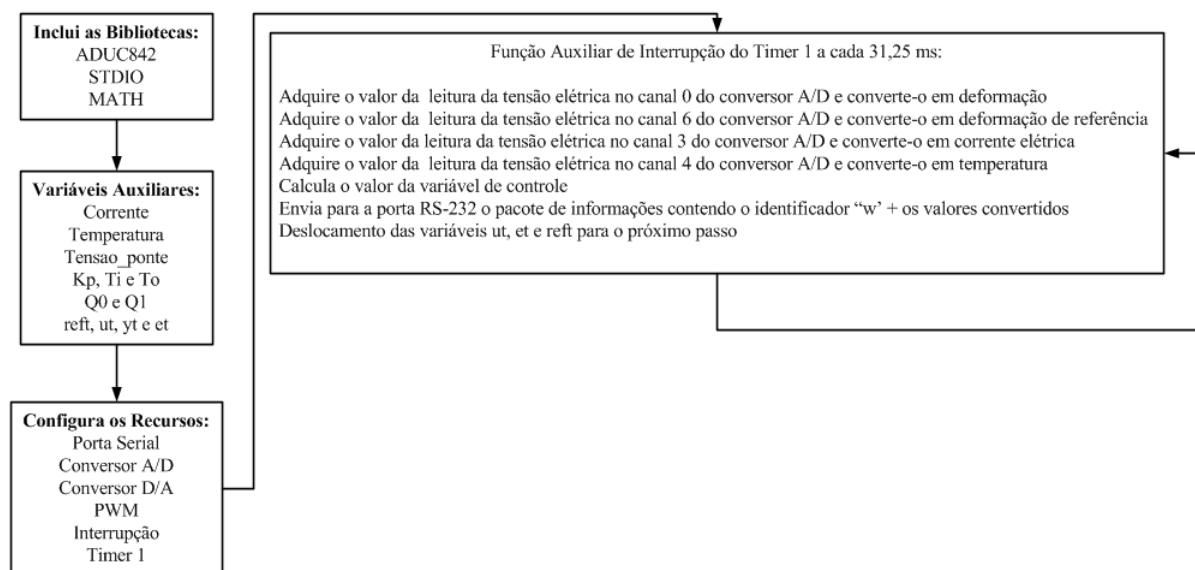 Inclui as Bibliotecas:
ADUC842
STDIO
MATH
Variáveis Auxiliares:
Corrente
Temperatura
Tensao_ponte
Kp, Ti e To
Q0 e Q1
reft, ut, yt e et
Configura os Recursos:
Porta Serial
Conversor A/D
Conversor D/A
PWM
Interrupção
Timer 1
Função Auxiliar de Interrupção do Timer 1 a cada 31,25 ms:
Adquire o valor da leitura da tensão elétrica no canal 0 do conversor A/D e converte-o em deformação
Adquire o valor da leitura da tensão elétrica no canal 6 do conversor A/D e converte-o em deformação de referência
Adquire o valor da leitura da tensão elétrica no canal 3 do conversor A/D e converte-o em corrente elétrica
Adquire o valor da leitura da tensão elétrica no canal 4 do conversor A/D e converte-o em temperatura
Calcula o valor da variável de controle
Envia para a porta RS-232 o pacote de informações contendo o identificador “w’ + os valores convertidos
Deslocamento das variáveis ut, et e reft para o próximo passo